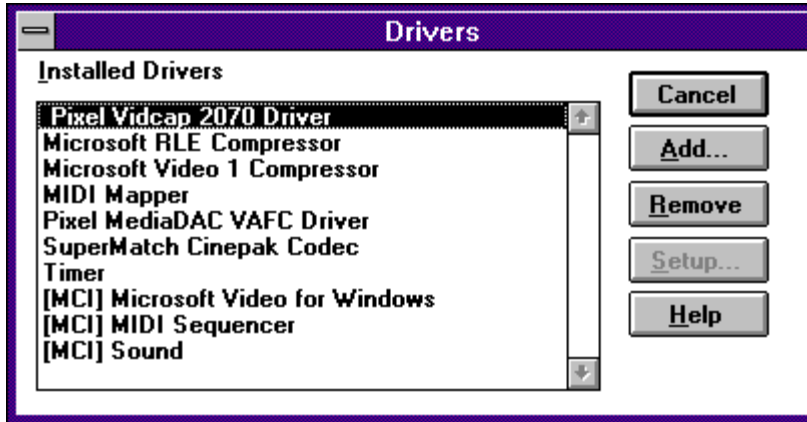 Drivers
Installed Drivers
Pixel Vidcap 2070 Driver
Microsoft RLE Compressor
Microsoft Video 1 Compressor
MIDI Mapper
Pixel MediaDAC VAFC Driver
SuperMatch Cinepak Codec
Timer
[MCI] Microsoft Video for Windows
[MCI] MIDI Sequencer
[MCI] Sound
Cancel
Add...
Remove
Setup...
Help